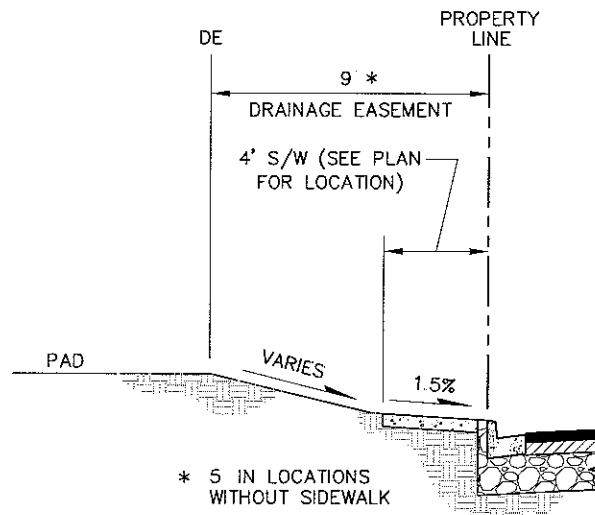 DE
PROPERTY
LINE
9 *
DRAINAGE EASEMENT
4' S/W (SEE PLAN
FOR LOCATION)
PAD
VARIES
1.5%
* 5 IN LOCATIONS
WITHOUT SIDEWALK